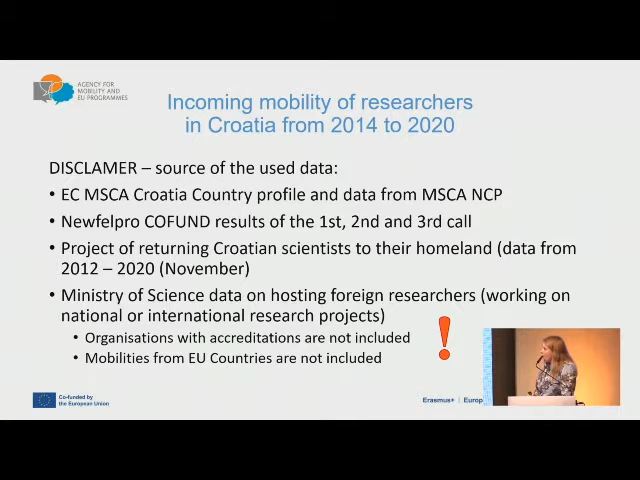 AGENCY FOR
MOBILITY AND
EU PROGRAMMES
Incoming mobility of researchers
in Croatia from 2014 to 2020
DISCLAMER – source of the used data:
• EC MSCA Croatia Country profile and data from MSCA NCP
• Newfelpro COFUND results of the 1st, 2nd and 3rd call
• Project of returning Croatian scientists to their homeland (data from
2012 – 2020 (November)
• Ministry of Science data on hosting foreign researchers (working on
national or international research projects)
• Organisations with accreditations are not included
• Mobilities from EU Countries are not included
!
Co-funded by
the European Union
Erasmus+ | Europ